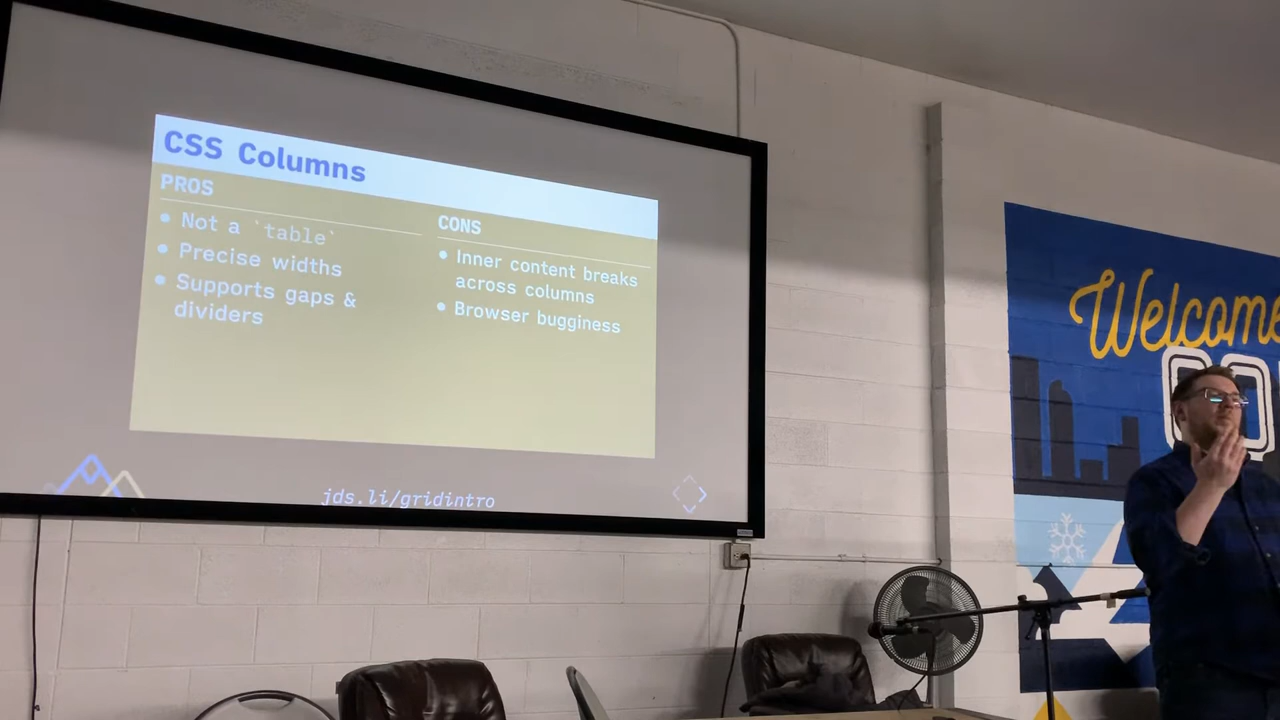 CSS Columns
PROS
• Not a `table`
• Precise widths
• Supports gaps &
dividers
CONS
• Inner content breaks
across columns
• Browser bugginess
jds.li/gridintro
Welcome